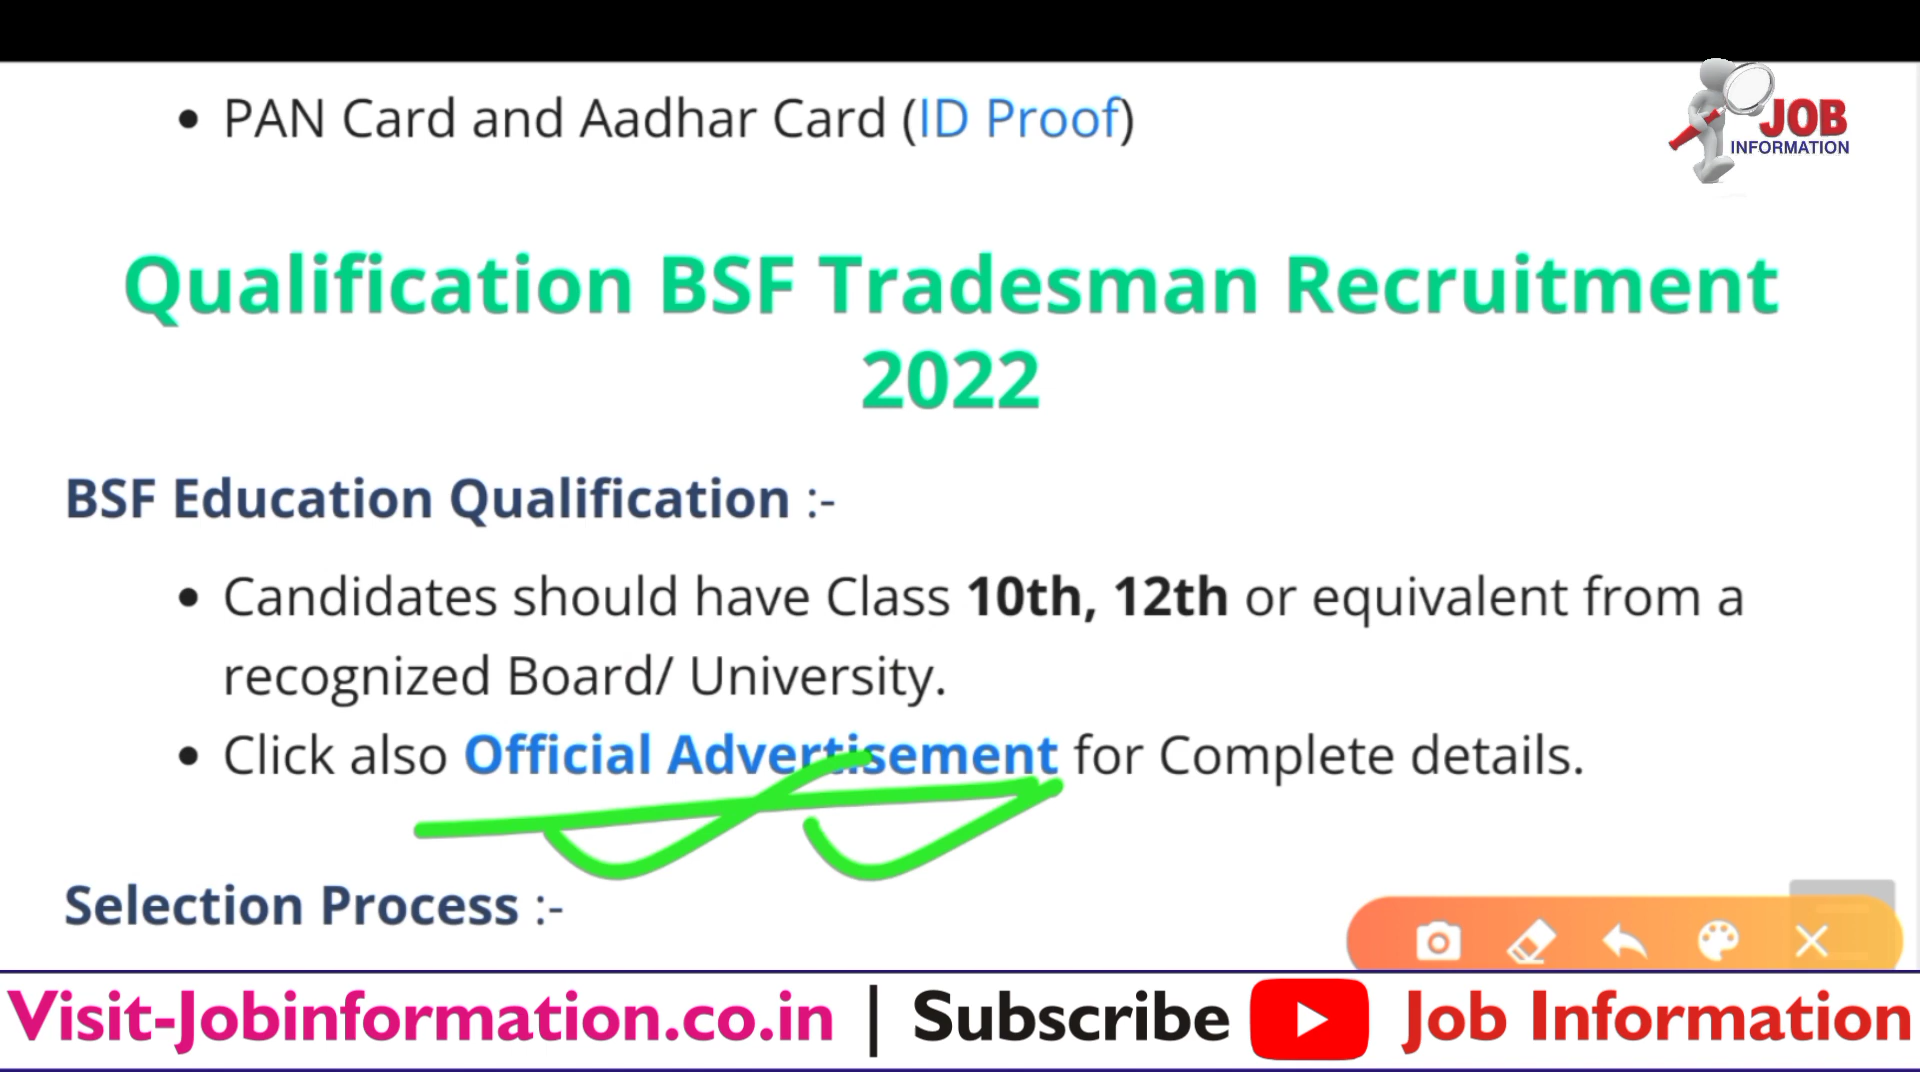 PAN Card and Aadhar Card (ID Proof)
JOB
INFORMATION
Qualification BSF Tradesman Recruitment
2022
BSF Education Qualification :-
Candidates should have Class 10th, 12th or equivalent from a
recognized Board/ University.
Click also Official Advertisement for Complete details.
Selection Process :-
Visit-Jobinformation.co.in | Subscribe Job Information